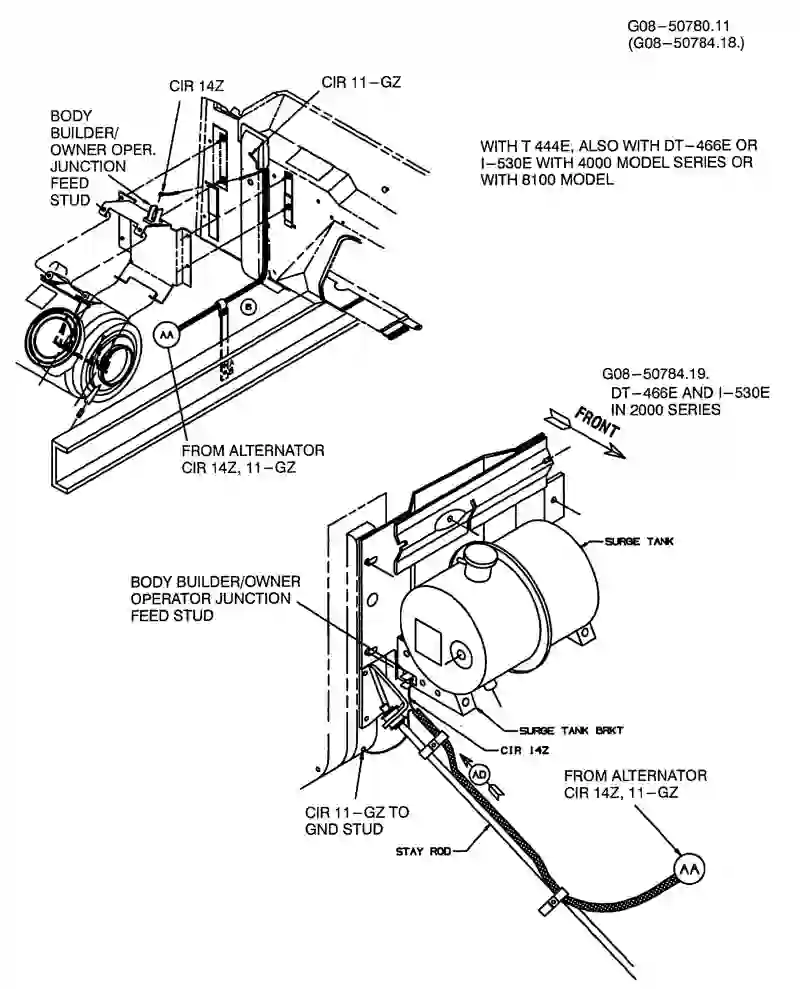 G08-50780.11
(G08-50784.18.)
CIR 14Z
CIR 11-GZ
BODY
BUILDER/
OWNER OPER.
JUNCTION
FEED
STUD
WITH T 444E, ALSO WITH DT-466E OR
I-530E WITH 4000 MODEL SERIES OR
WITH 8100 MODEL
B
AA
FROM ALTERNATOR
CIR 14Z, 11-GZ
G08-50784.19.
DT-466E AND I-530E
IN 2000 SERIES
FRONT
SURGE TANK
BODY BUILDER/OWNER
OPERATOR JUNCTION
FEED STUD
SURGE TANK BRKT
CIR 14Z
AD
FROM ALTERNATOR
CIR 14Z, 11-GZ
CIR 11-GZ TO
GND STUD
STAY ROD
AA